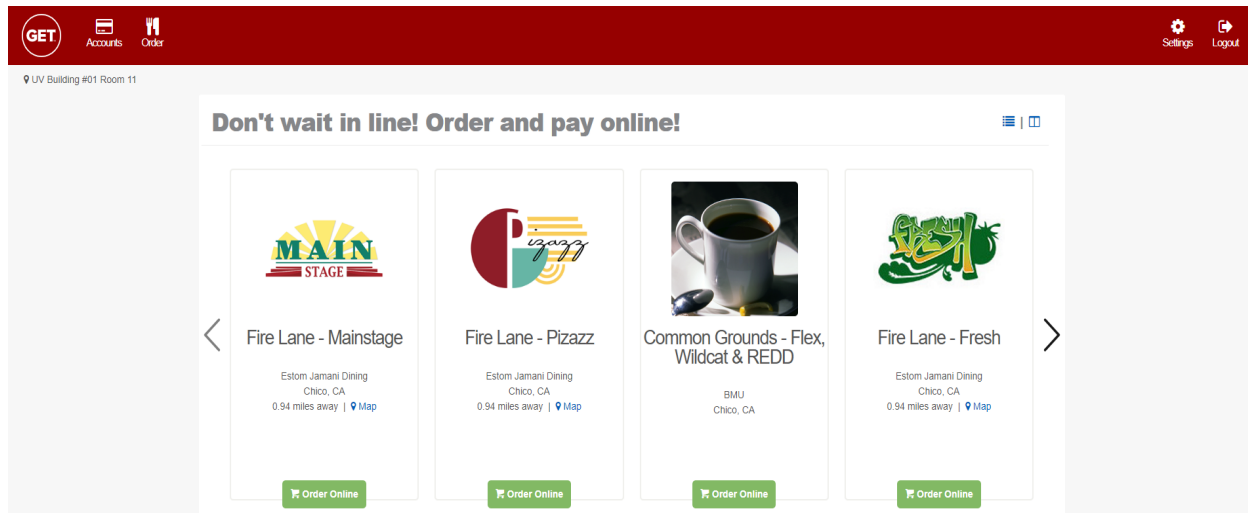 GET
Accounts
Order
Settings
Logout
UV Building #01 Room 11
Don't wait in line! Order and pay online!
|
MAIN
STAGE
Fire Lane - Mainstage
Estom Jamani Dining
Chico, CA
0.94 miles away | Map
Order Online
Pizazz
Fire Lane - Pizazz
Estom Jamani Dining
Chico, CA
0.94 miles away | Map
Order Online
Common Grounds - Flex,
Wildcat & REDD
BMU
Chico, CA
Order Online
FRESH
Fire Lane - Fresh
Estom Jamani Dining
Chico, CA
0.94 miles away | Map
Order Online